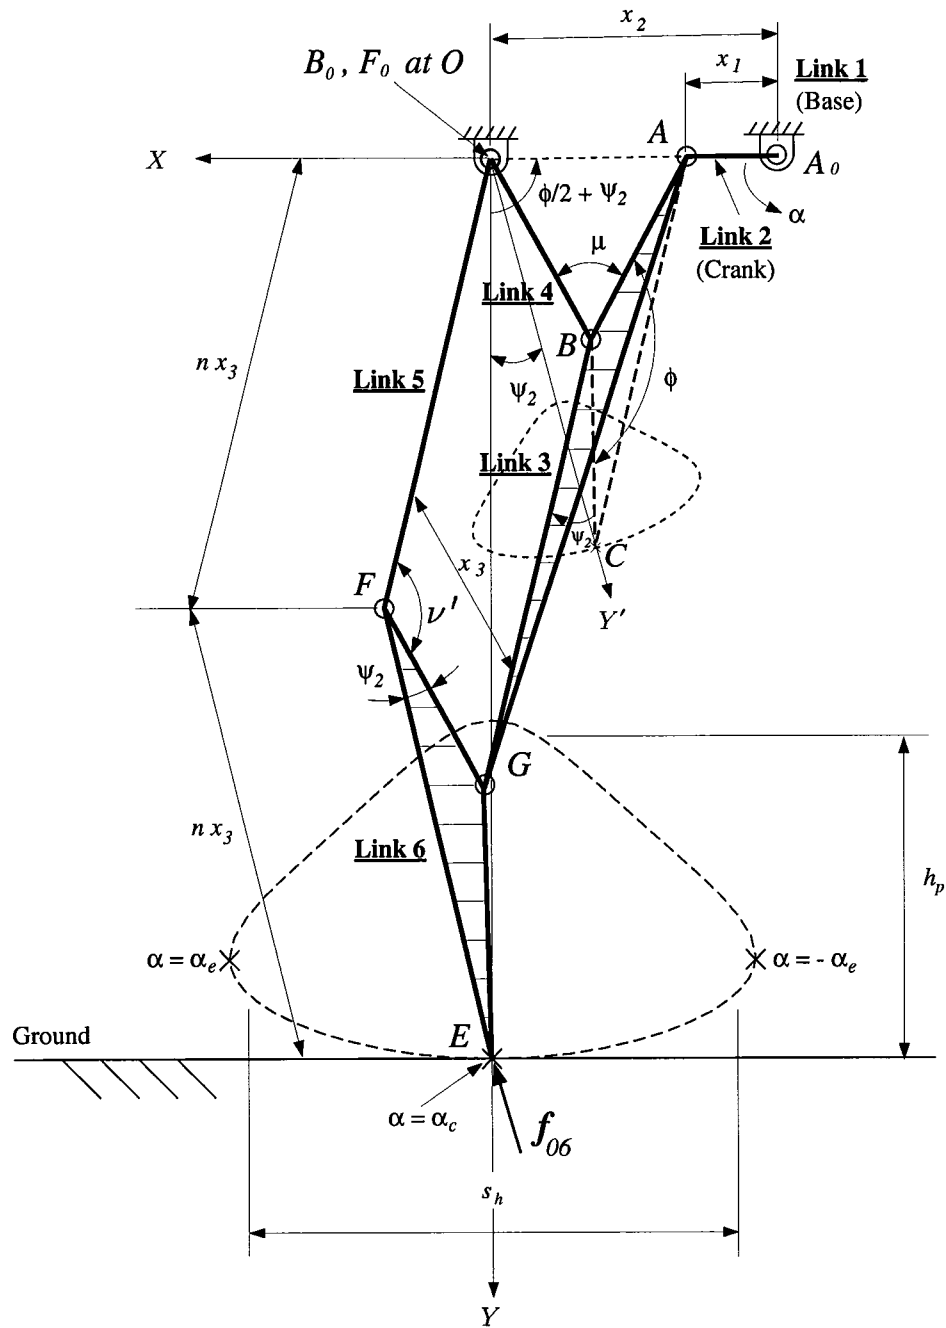 x₂
B₀, F₀ at O
x₁
Link 1
(Base)
A
X
A₀
ϕ/2 + Ψ₂
α
μ
Link 2
(Crank)
Link 4
B
n x₃
Ψ₂
ϕ
Link 5
Link 3
Ψ₂
C
x₃
F
ν'
Y'
Ψ₂
G
n x₃
Link 6
hₚ
α = αₑ
α = - αₑ
Ground
E
α = α_c
f₀₆
sₕ
Y